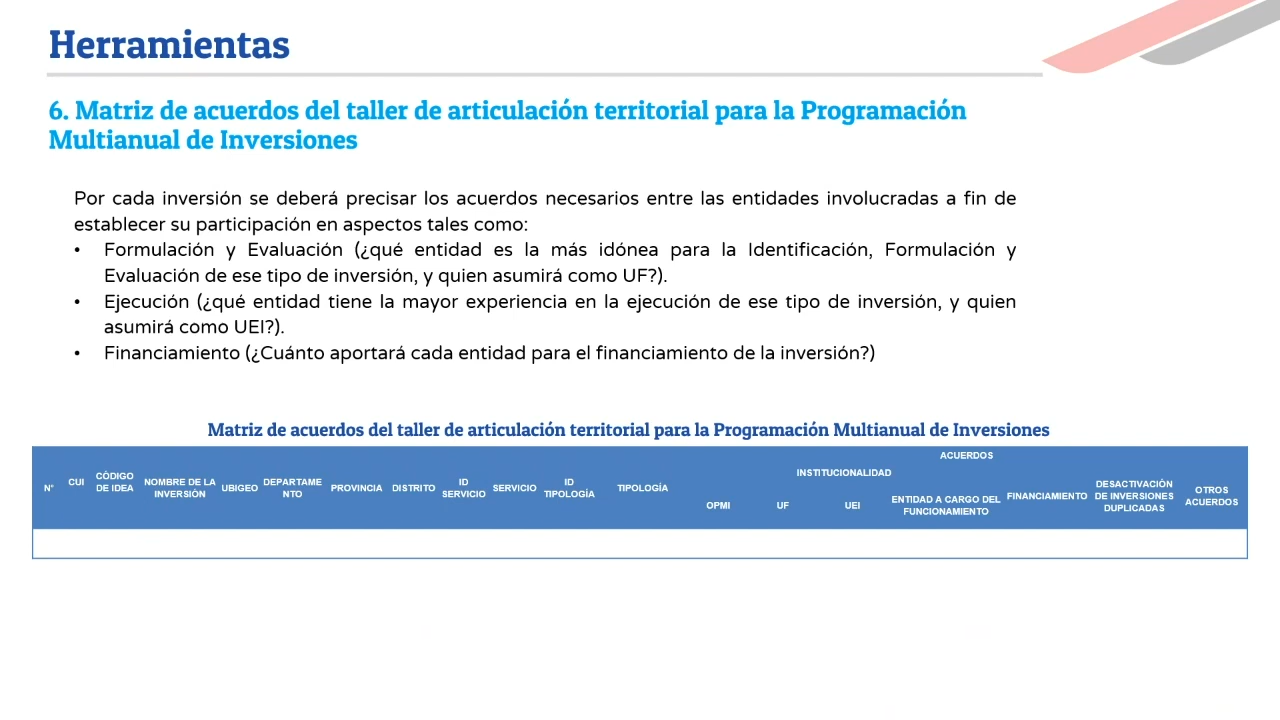 Herramientas
6. Matriz de acuerdos del taller de articulación territorial para la Programación
Multianual de Inversiones
Por cada inversión se deberá precisar los acuerdos necesarios entre las entidades involucradas a fin de
establecer su participación en aspectos tales como:
• Formulación y Evaluación (¿qué entidad es la más idónea para la Identificación, Formulación y
Evaluación de ese tipo de inversión, y quien asumirá como UF?).
• Ejecución (¿qué entidad tiene la mayor experiencia en la ejecución de ese tipo de inversión, y quien
asumirá como UEI?).
• Financiamiento (¿Cuánto aportará cada entidad para el financiamiento de la inversión?)
Matriz de acuerdos del taller de articulación territorial para la Programación Multianual de Inversiones
N°
CUI
CÓDIGO
DE IDEA
NOMBRE DE LA
INVERSIÓN
UBIGEO
DEPARTAME
NTO
PROVINCIA
DISTRITO
ID
SERVICIO
SERVICIO
ID
TIPOLOGÍA
TIPOLOGÍA
ACUERDOS
INSTITUCIONALIDAD
OPMI
UF
UEI
ENTIDAD A CARGO DEL
FUNCIONAMIENTO
FINANCIAMIENTO
DESACTIVACIÓN
DE INVERSIONES
DUPLICADAS
OTROS
ACUERDOS